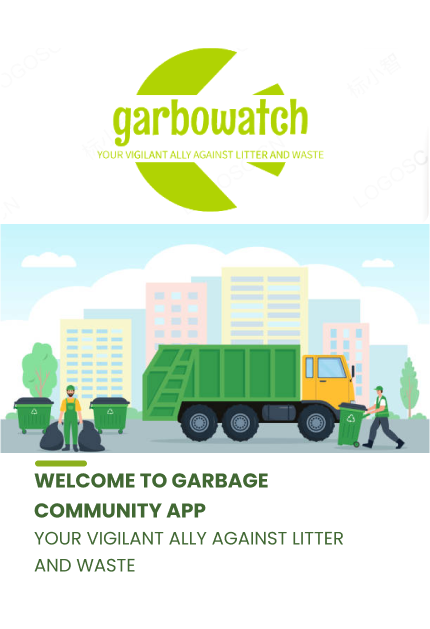 garbowatch
YOUR VIGILANT ALLY AGAINST LITTER AND WASTE
WELCOME TO GARBAGE
COMMUNITY APP
YOUR VIGILANT ALLY AGAINST LITTER
AND WASTE